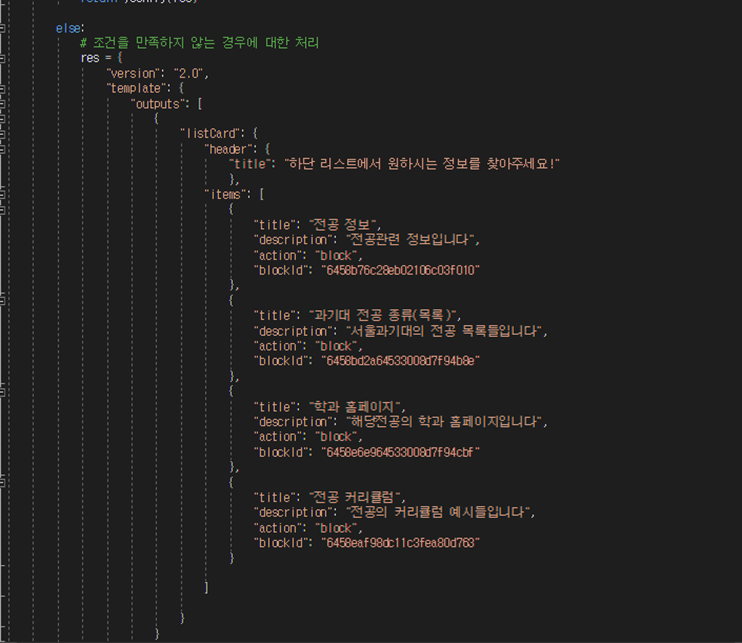 else:
# 조건을 만족하지 않는 경우에 대한 처리
res = {
"version": "2.0",
"template": {
"outputs": [
{
"listCard": {
"header": {
"title": "하단 리스트에서 원하시는 정보를 찾아주세요!"
},
"items": [
{
"title": "전공 정보",
"description": "전공관련 정보입니다",
"action": "block",
"blockId": "6458b76c28eb02106c03f010"
},
{
"title": "과기대 전공 종류(목록)",
"description": "서울과기대의 전공 목록들입니다",
"action": "block",
"blockId": "6458bd2a64533008d7f94b8e"
},
{
"title": "학과 홈페이지",
"description": "해당전공의 학과 홈페이지입니다",
"action": "block",
"blockId": "6458e6e964533008d7f94cbf"
},
{
"title": "전공 커리큘럼",
"description": "전공의 커리큘럼 예시들입니다",
"action": "block",
"blockId": "6458eaf98dc11c3fea80d763"
}
]
}
}